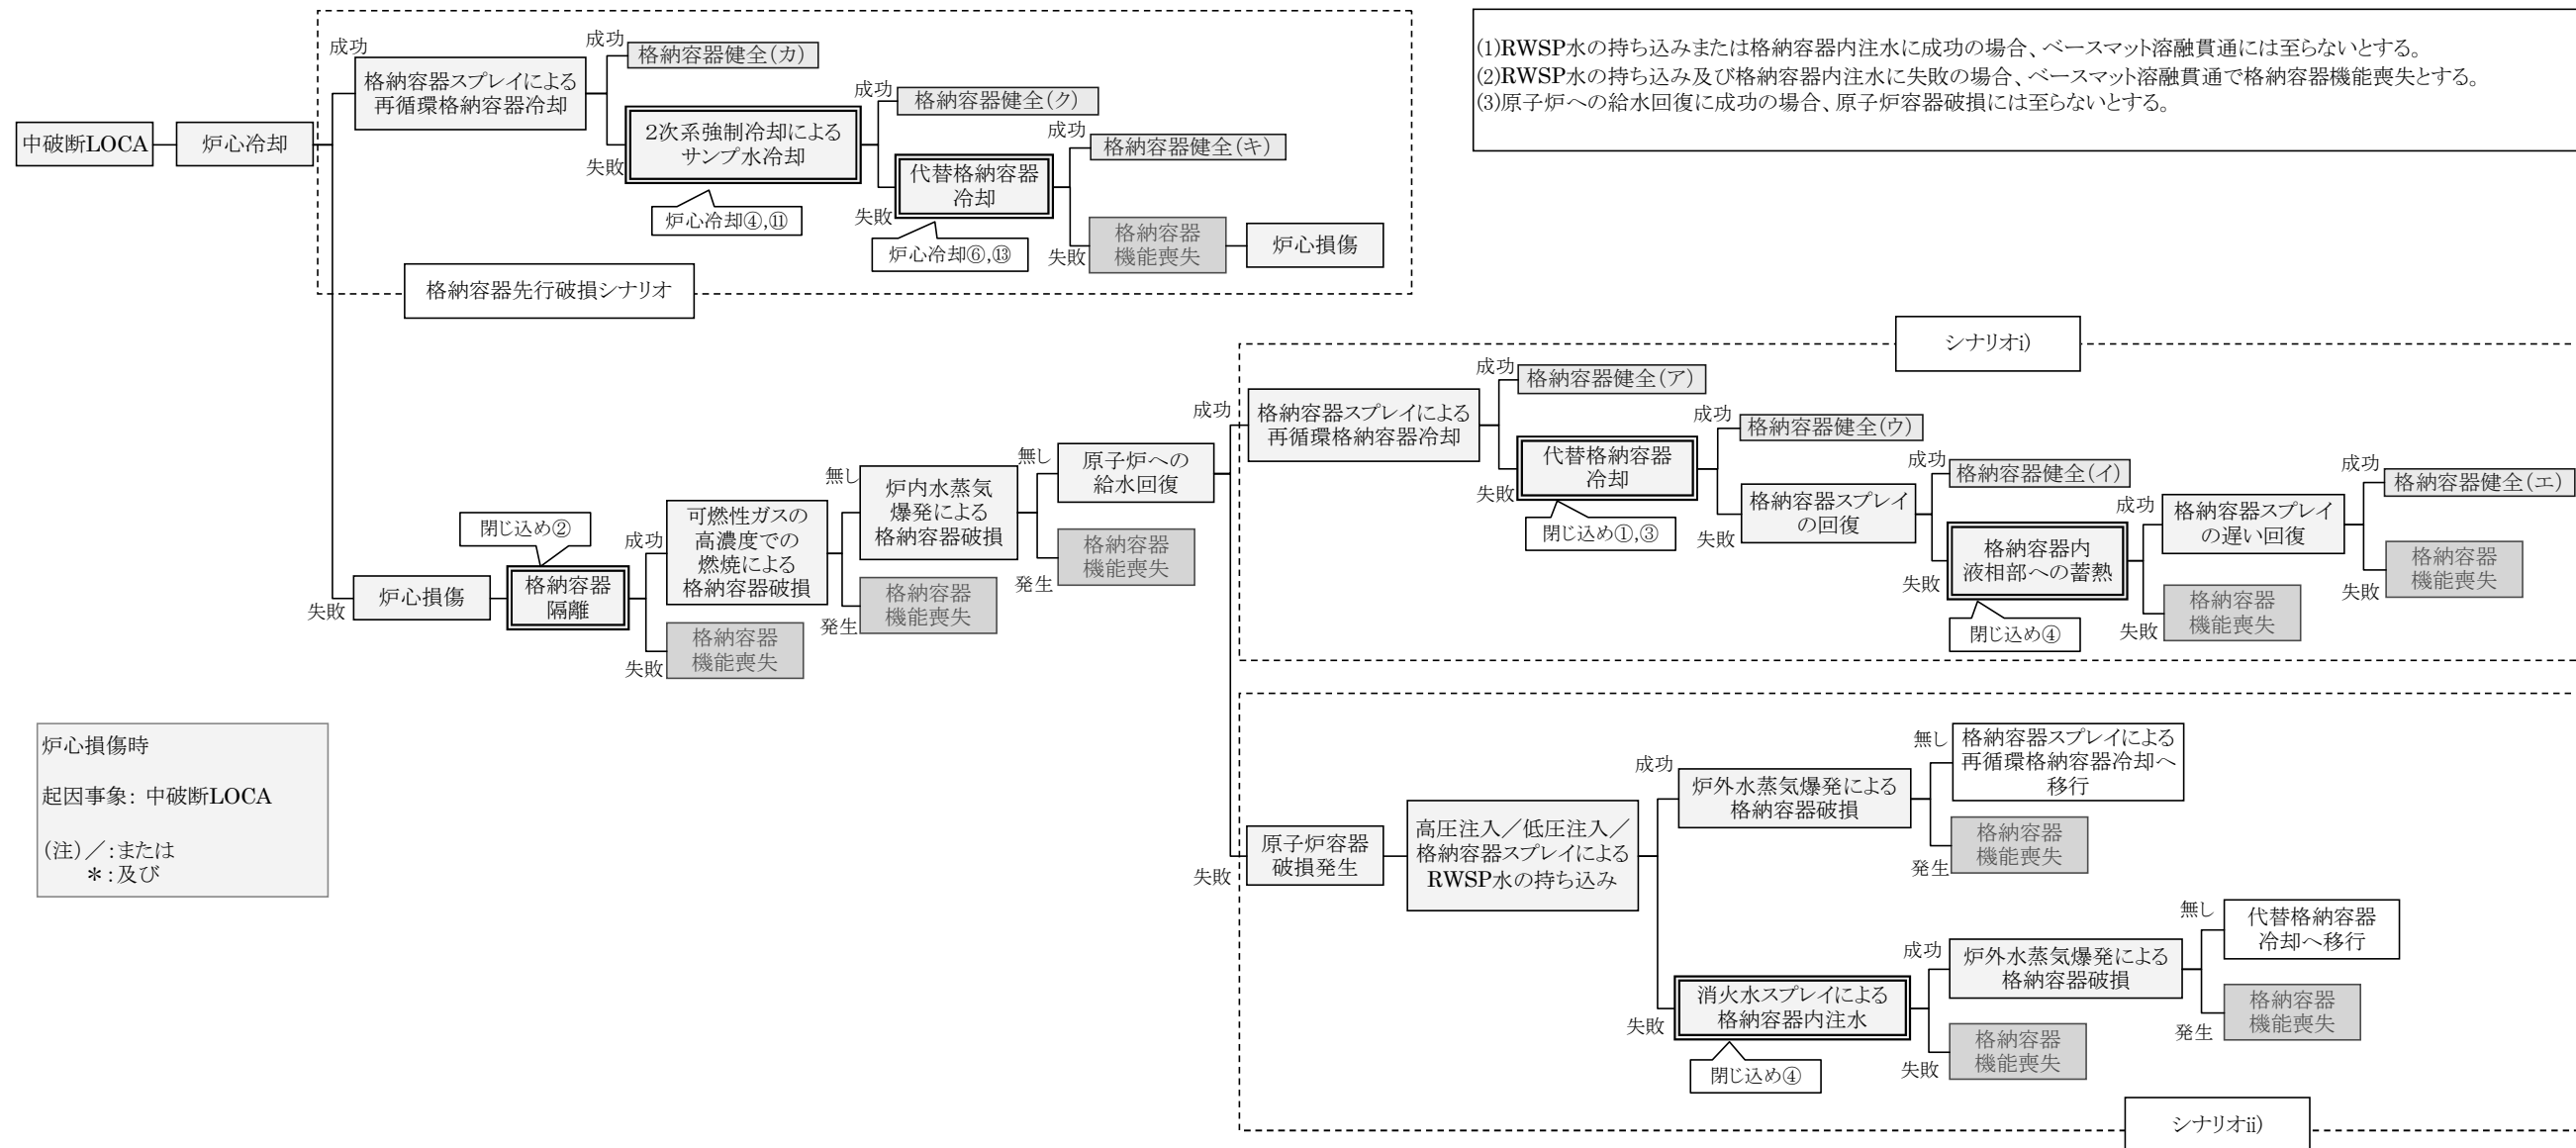 (1)RWSP水の持ち込みまたは格納容器内注水に成功の場合、ベースマット溶融貫通には至らないとする。
(2)RWSP水の持ち込み及び格納容器内注水に失敗の場合、ベースマット溶融貫通で格納容器機能喪失とする。
(3)原子炉への給水回復に成功の場合、原子炉容器破損には至らないとする。
中破断LOCA
炉心冷却
成功
格納容器スプレイによる
再循環格納容器冷却
成功
格納容器健全(カ)
失敗
2次系強制冷却による
サンプ水冷却
炉心冷却④,⑪
成功
格納容器健全(ク)
失敗
代替格納容器
冷却
炉心冷却⑥,⑬
成功
格納容器健全(キ)
失敗
格納容器
機能喪失
炉心損傷
格納容器先行破損シナリオ
失敗
炉心損傷
閉じ込め②
格納容器
隔離
成功
可燃性ガスの
高濃度での
燃焼による
格納容器破損
失敗
格納容器
機能喪失
無し
炉内水蒸気
爆発による
格納容器破損
発生
格納容器
機能喪失
無し
原子炉への
給水回復
発生
格納容器
機能喪失
シナリオi)
成功
格納容器スプレイによる
再循環格納容器冷却
成功
格納容器健全(ア)
失敗
代替格納容器
冷却
閉じ込め①,③
成功
格納容器健全(ウ)
失敗
格納容器スプレイ
の回復
成功
格納容器健全(イ)
失敗
格納容器内
液相部への蓄熱
閉じ込め④
成功
格納容器スプレイ
の遅い回復
失敗
格納容器
機能喪失
成功
格納容器健全(エ)
失敗
格納容器
機能喪失
失敗
原子炉容器
破損発生
高圧注入/低圧注入/
格納容器スプレイによる
RWSP水の持ち込み
成功
炉外水蒸気爆発による
格納容器破損
無し
格納容器スプレイによる
再循環格納容器冷却へ
移行
発生
格納容器
機能喪失
失敗
消火水スプレイによる
格納容器内注水
閉じ込め④
成功
炉外水蒸気爆発による
格納容器破損
失敗
格納容器
機能喪失
無し
代替格納容器
冷却へ移行
発生
格納容器
機能喪失
シナリオii)
炉心損傷時
起因事象: 中破断LOCA
(注)/:または
*:及び